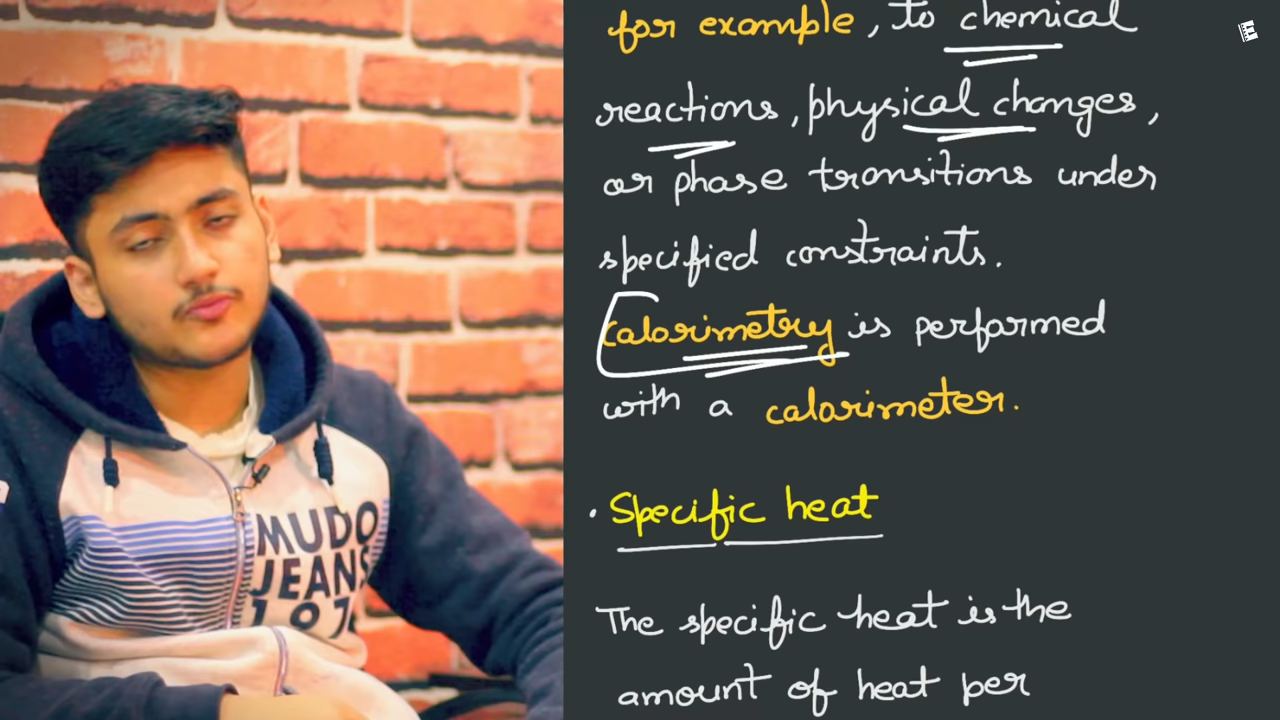 for example, to chemical
reactions, physical changes,
or phase transitions under
specified constraints.
Calorimetry is performed
with a calorimeter.
• Specific heat
The specific heat is the
amount of heat per
MUDO
JEANS
197
E